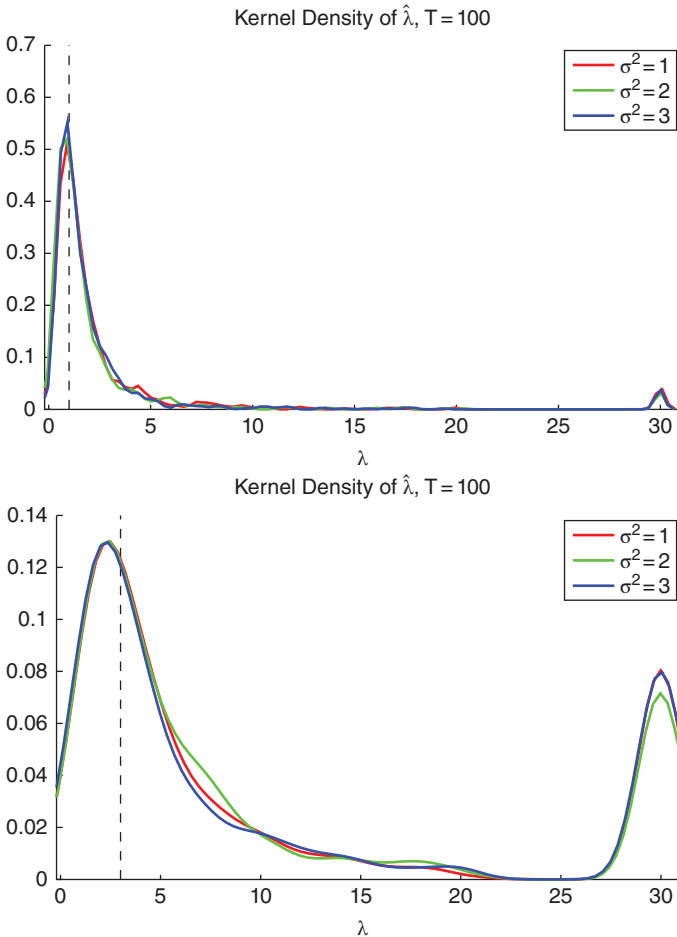 Kernel Density of λ̂, T = 100
0.7
0.6
0.5
0.4
0.3
0.2
0.1
0
σ² = 1
σ² = 2
σ² = 3
0 5 10 15 20 25 30
λ
Kernel Density of λ̂, T = 100
0.14
0.12
0.1
0.08
0.06
0.04
0.02
0
σ² = 1
σ² = 2
σ² = 3
0 5 10 15 20 25 30
λ